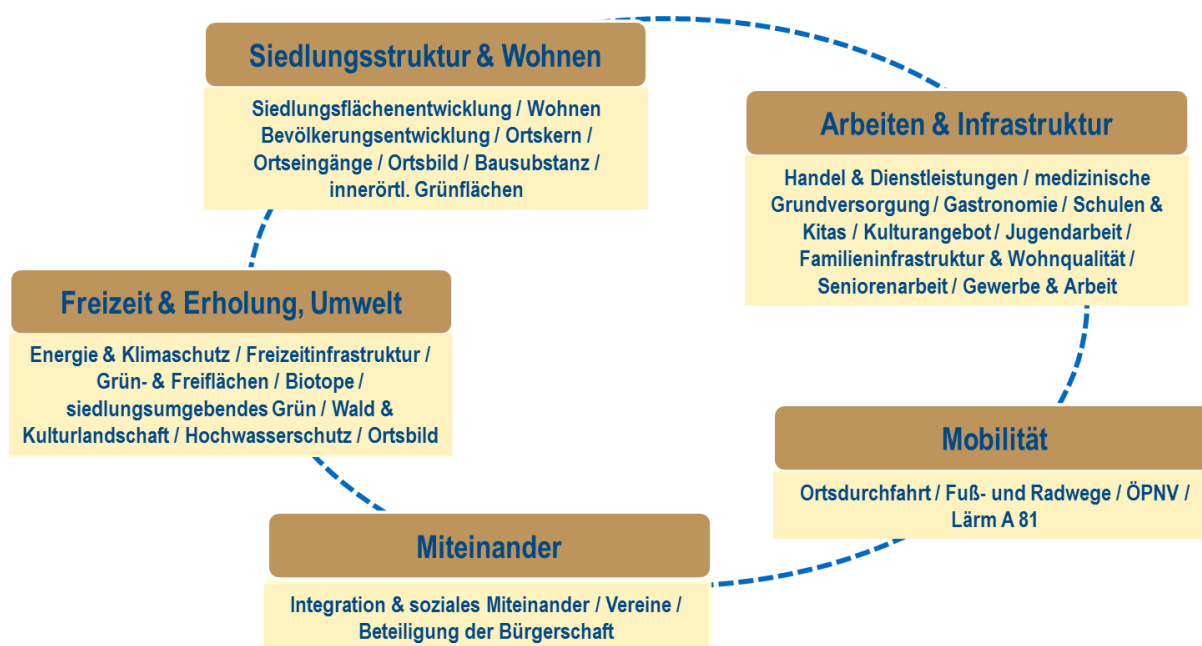 Siedlungsstruktur & Wohnen
Siedlungsflächenentwicklung / Wohnen
Bevölkerungsentwicklung / Ortskern /
Ortseingänge / Ortsbild / Bausubstanz /
innerörtl. Grünflächen
Arbeiten & Infrastruktur
Handel & Dienstleistungen / medizinische
Grundversorgung / Gastronomie / Schulen &
Kitas / Kulturangebot / Jugendarbeit /
Familieninfrastruktur & Wohnqualität /
Seniorenarbeit / Gewerbe & Arbeit
Freizeit & Erholung, Umwelt
Energie & Klimaschutz / Freizeitinfrastruktur /
Grün- & Freiflächen / Biotope /
siedlungsumgebendes Grün / Wald &
Kulturlandschaft / Hochwasserschutz / Ortsbild
Mobilität
Ortsdurchfahrt / Fuß- und Radwege / ÖPNV /
Lärm A 81
Miteinander
Integration & soziales Miteinander / Vereine /
Beteiligung der Bürgerschaft